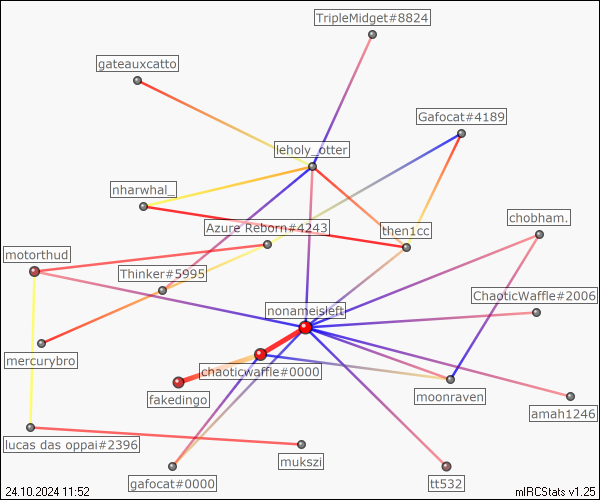 TripleMidget#8824
gateauxcatto
Gafocat#4189
leholy_otter
nharwhal_
chobham.
Azure Reborn#4243
then1cc
motorthud
Thinker#5995
ChaoticWaffle#2006
nonameisleft
mercurybro
chaoticwaffle#0000
fakedingo
moonraven
amah1246
lucas das oppai#2396
mukszi
gafocat#0000
tt532
24.10.2024 11:52
mIRCStats v1.25